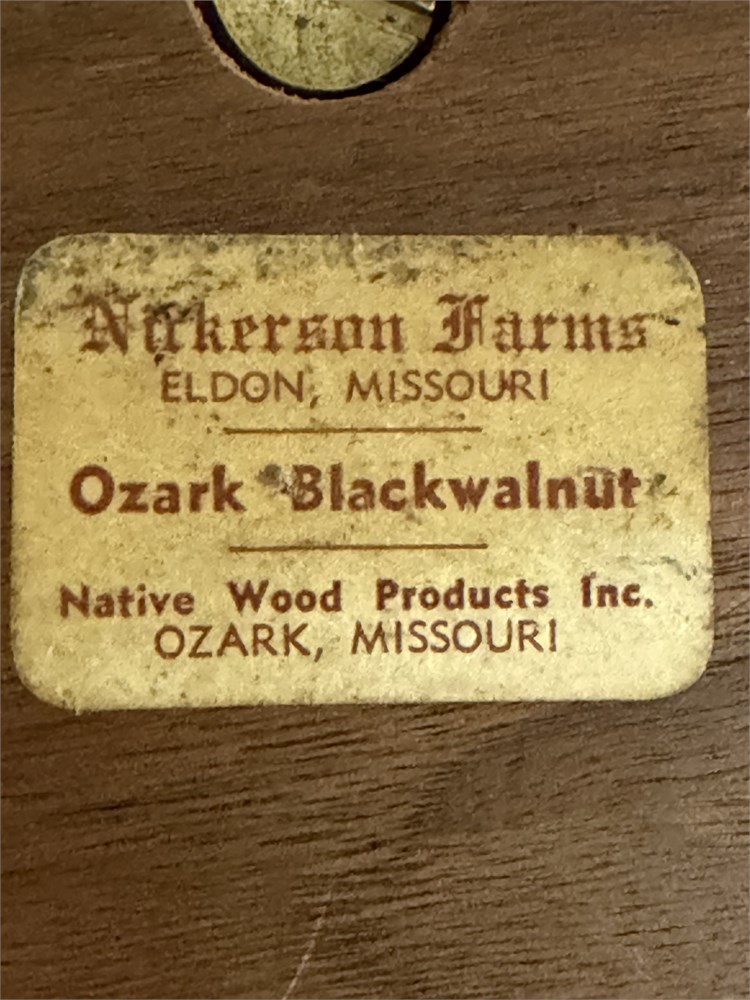 Nickerson Farms
ELDON, MISSOURI
Ozark Blackwalnut
Native Wood Products Inc.
OZARK, MISSOURI